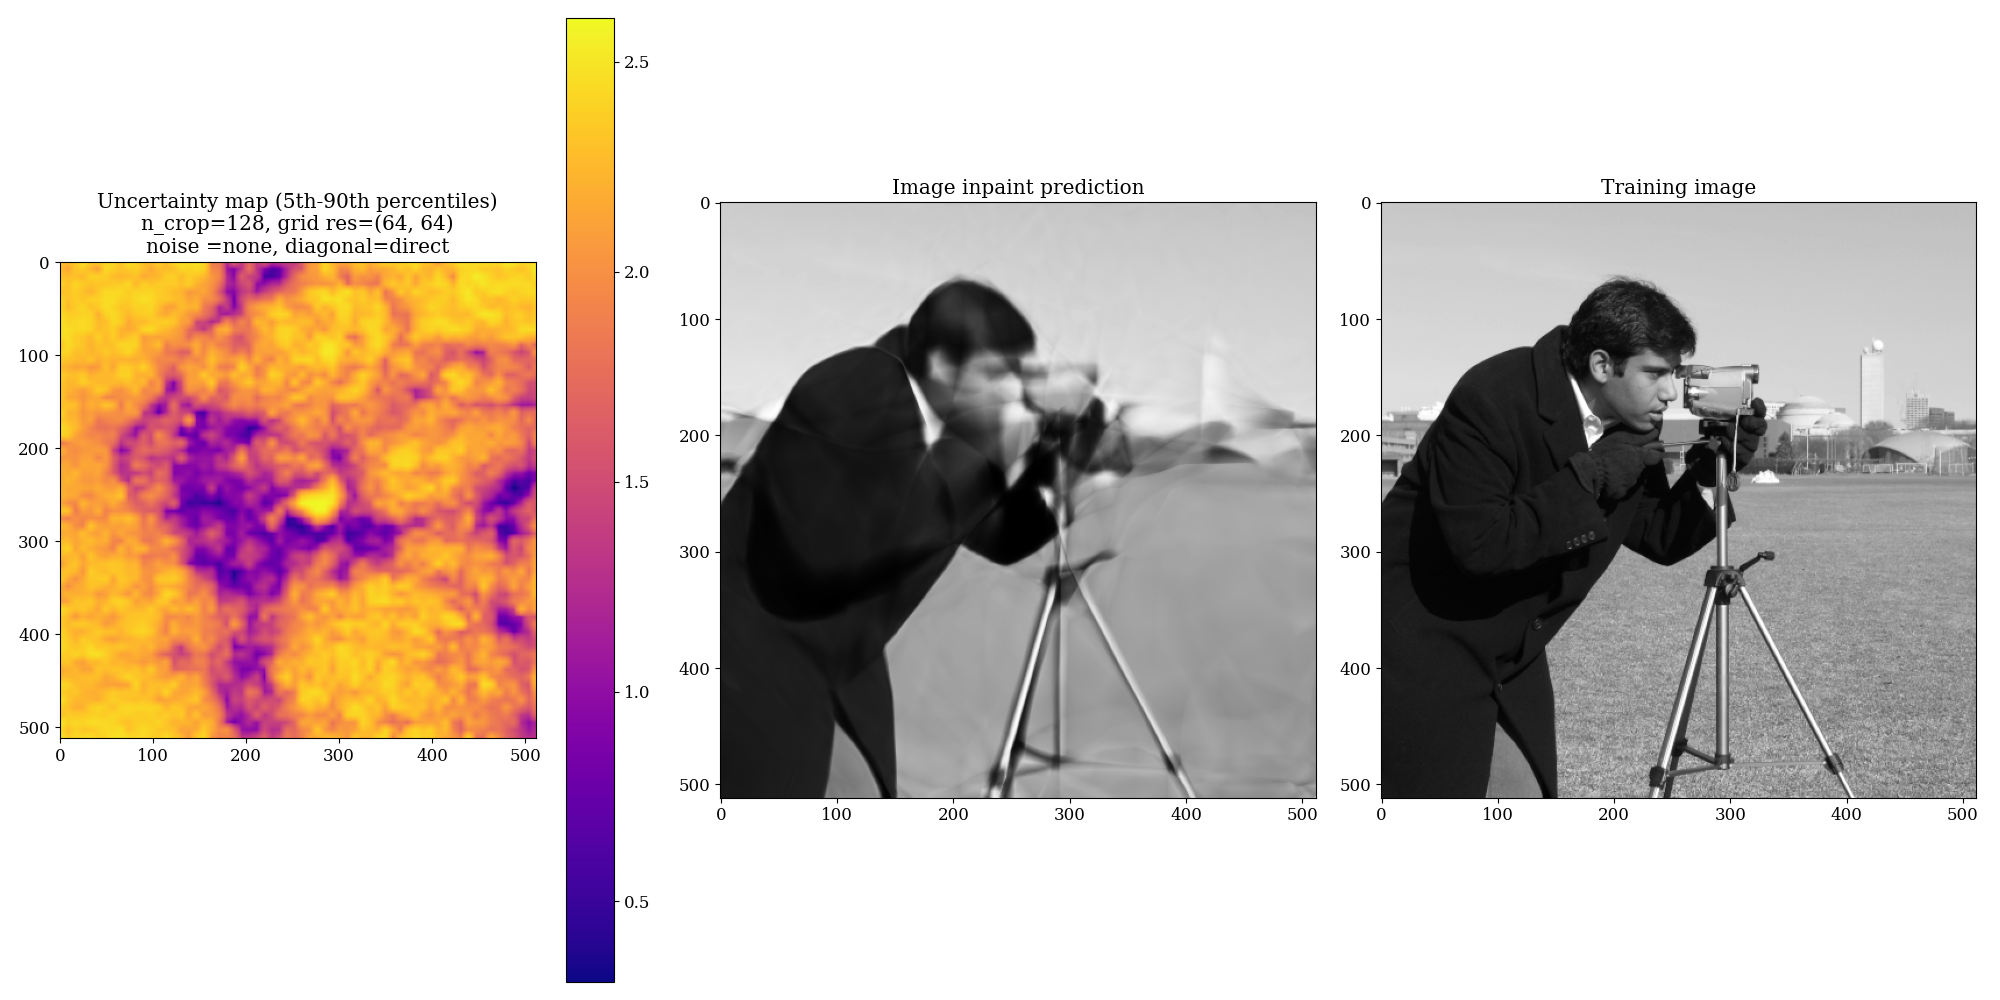 Uncertainty map (5th-90th percentiles)
n_crop=128, grid res=(64, 64)
noise =none, diagonal=direct
0
100
200
300
400
500
0 100 200 300 400 500
2.5
2.0
1.5
1.0
0.5
Image inpaint prediction
0
100
200
300
400
500
0 100 200 300 400 500
Training image
0
100
200
300
400
500
0 100 200 300 400 500